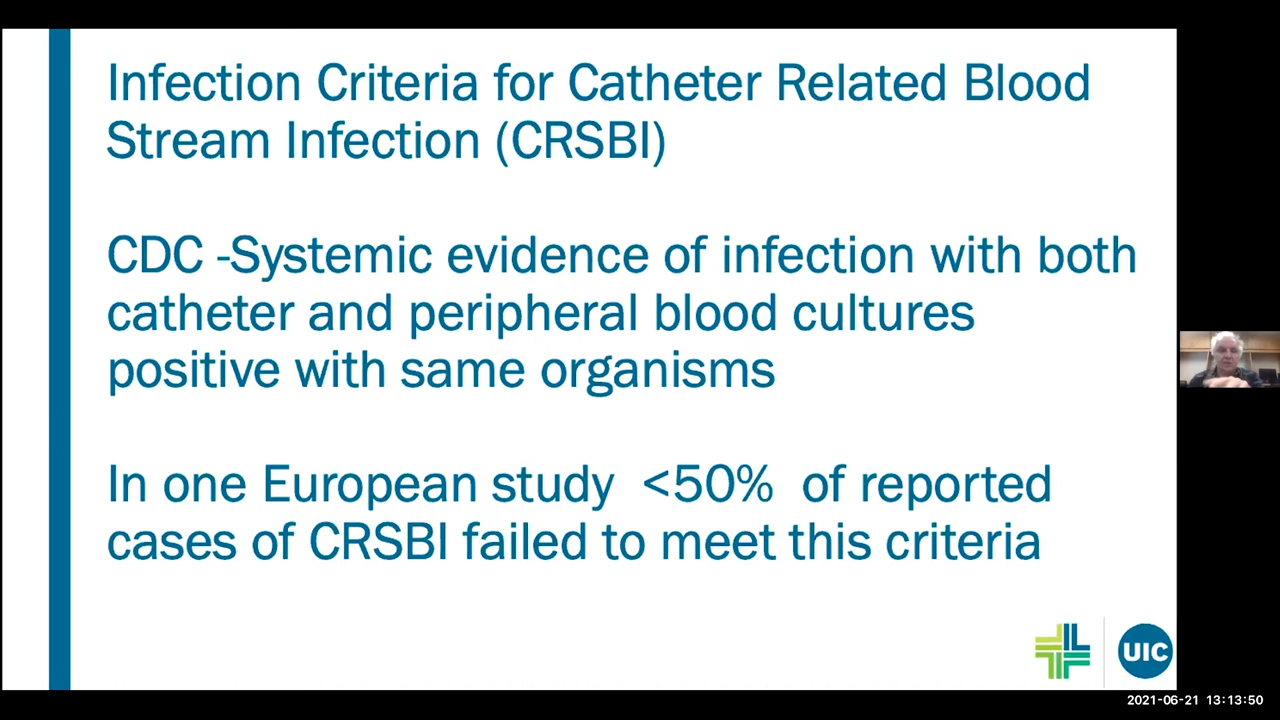 Infection Criteria for Catheter Related Blood
Stream Infection (CRSBI)
CDC -Systemic evidence of infection with both
catheter and peripheral blood cultures
positive with same organisms
In one European study <50% of reported
cases of CRSBI failed to meet this criteria
UIC
2021-06-21 13:13:50